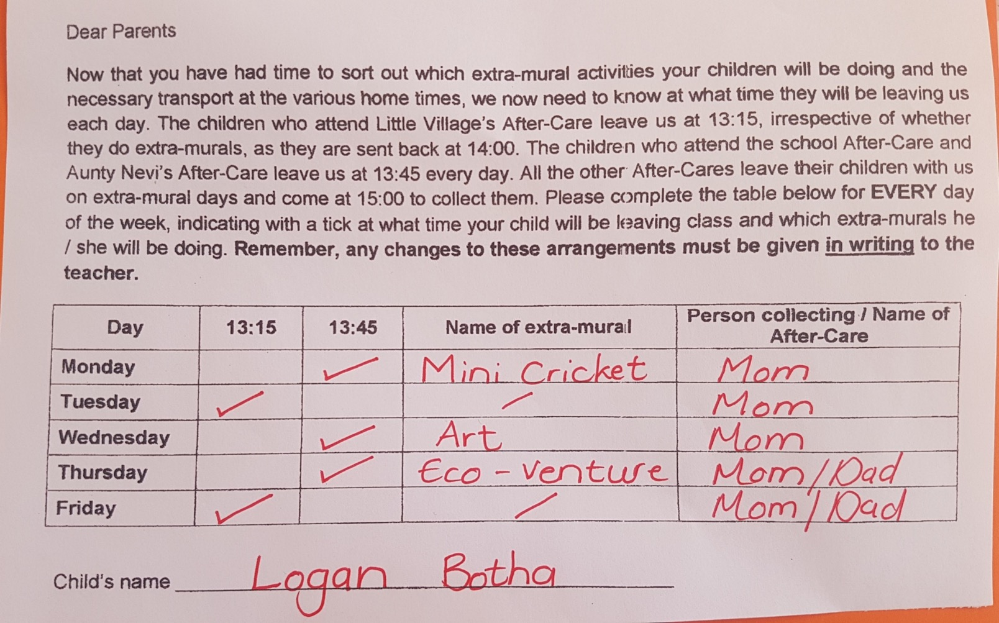 Dear Parents
Now that you have had time to sort out which extra-mural activities your children will be doing and the
necessary transport at the various home times, we now need to know at what time they will be leaving us
each day. The children who attend Little Village's After-Care leave us at 13:15, irrespective of whether
they do extra-murals, as they are sent back at 14:00. The children who attend the school After-Care and
Aunty Nevi's After-Care leave us at 13:45 every day. All the other After-Cares leave their children with us
on extra-mural days and come at 15:00 to collect them. Please complete the table below for EVERY day
of the week, indicating with a tick at what time your child will be leaving class and which extra-murals he
/ she will be doing. Remember, any changes to these arrangements must be given in writing to the
teacher.
Day 13:15 13:45 Name of extra-mural Person collecting / Name of
After-Care
Monday ✓ Mini Cricket Mom
Tuesday ✓ / Mom
Wednesday ✓ Art Mom
Thursday ✓ Eco - venture Mom/Dad
Friday ✓ / Mom/Dad
Child's name Logan Botha